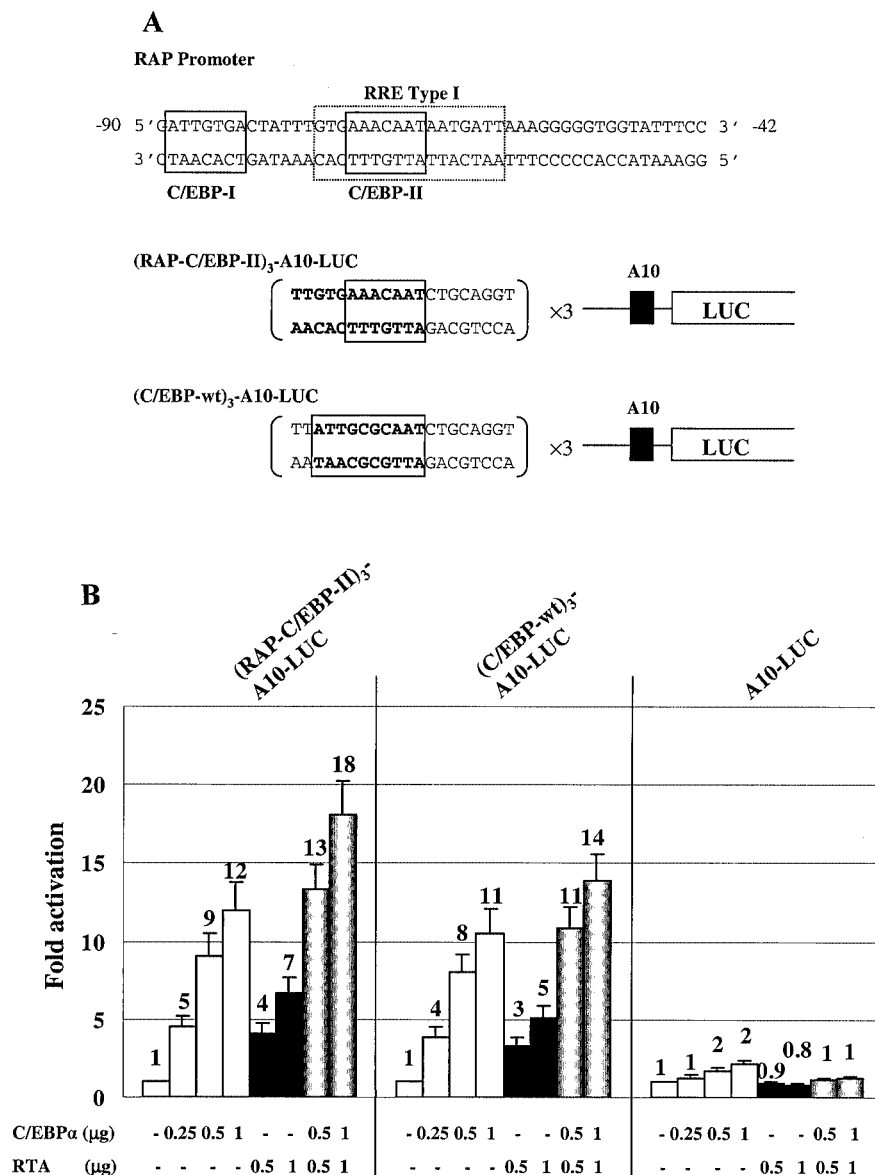 A
RAP Promoter
RRE Type I
-90 5'GATTGTGACTATTTGTGAAACAATAATGATTAAAGGGGGTGGTATTTCC 3' -42
3'CTAACACTGATAAACACTTTGTTATTACTAATTTCCCCCACCATAAAGG 5'
C/EBP-I C/EBP-II
(RAP-C/EBP-II)3-A10-LUC
A10
TTGTGAAACAATCTGCAGGT
×3 LUC
AACACTTTGTTAGACGTCCA
(C/EBP-wt)3-A10-LUC
A10
TTATTGCGCAATCTGCAGGT
×3 LUC
AATAACGCGTTAGACGTCCA
B
(RAP-C/EBP-II)3-
A10-LUC
(C/EBP-wt)3-
A10-LUC
A10-LUC
Fold activation
25
20
15
10
5
0
1 5 9 12 4 7 13 18
1 4 8 11 3 5 11 14
1 1 2 2 0.9 0.8 1 1
C/EBPα (μg) - 0.25 0.5 1 - - 0.5 1 - 0.25 0.5 1 - - 0.5 1 - 0.25 0.5 1 - - 0.5 1
RTA (μg) - - - - 0.5 1 0.5 1 - - - - 0.5 1 0.5 1 - - - - 0.5 1 0.5 1